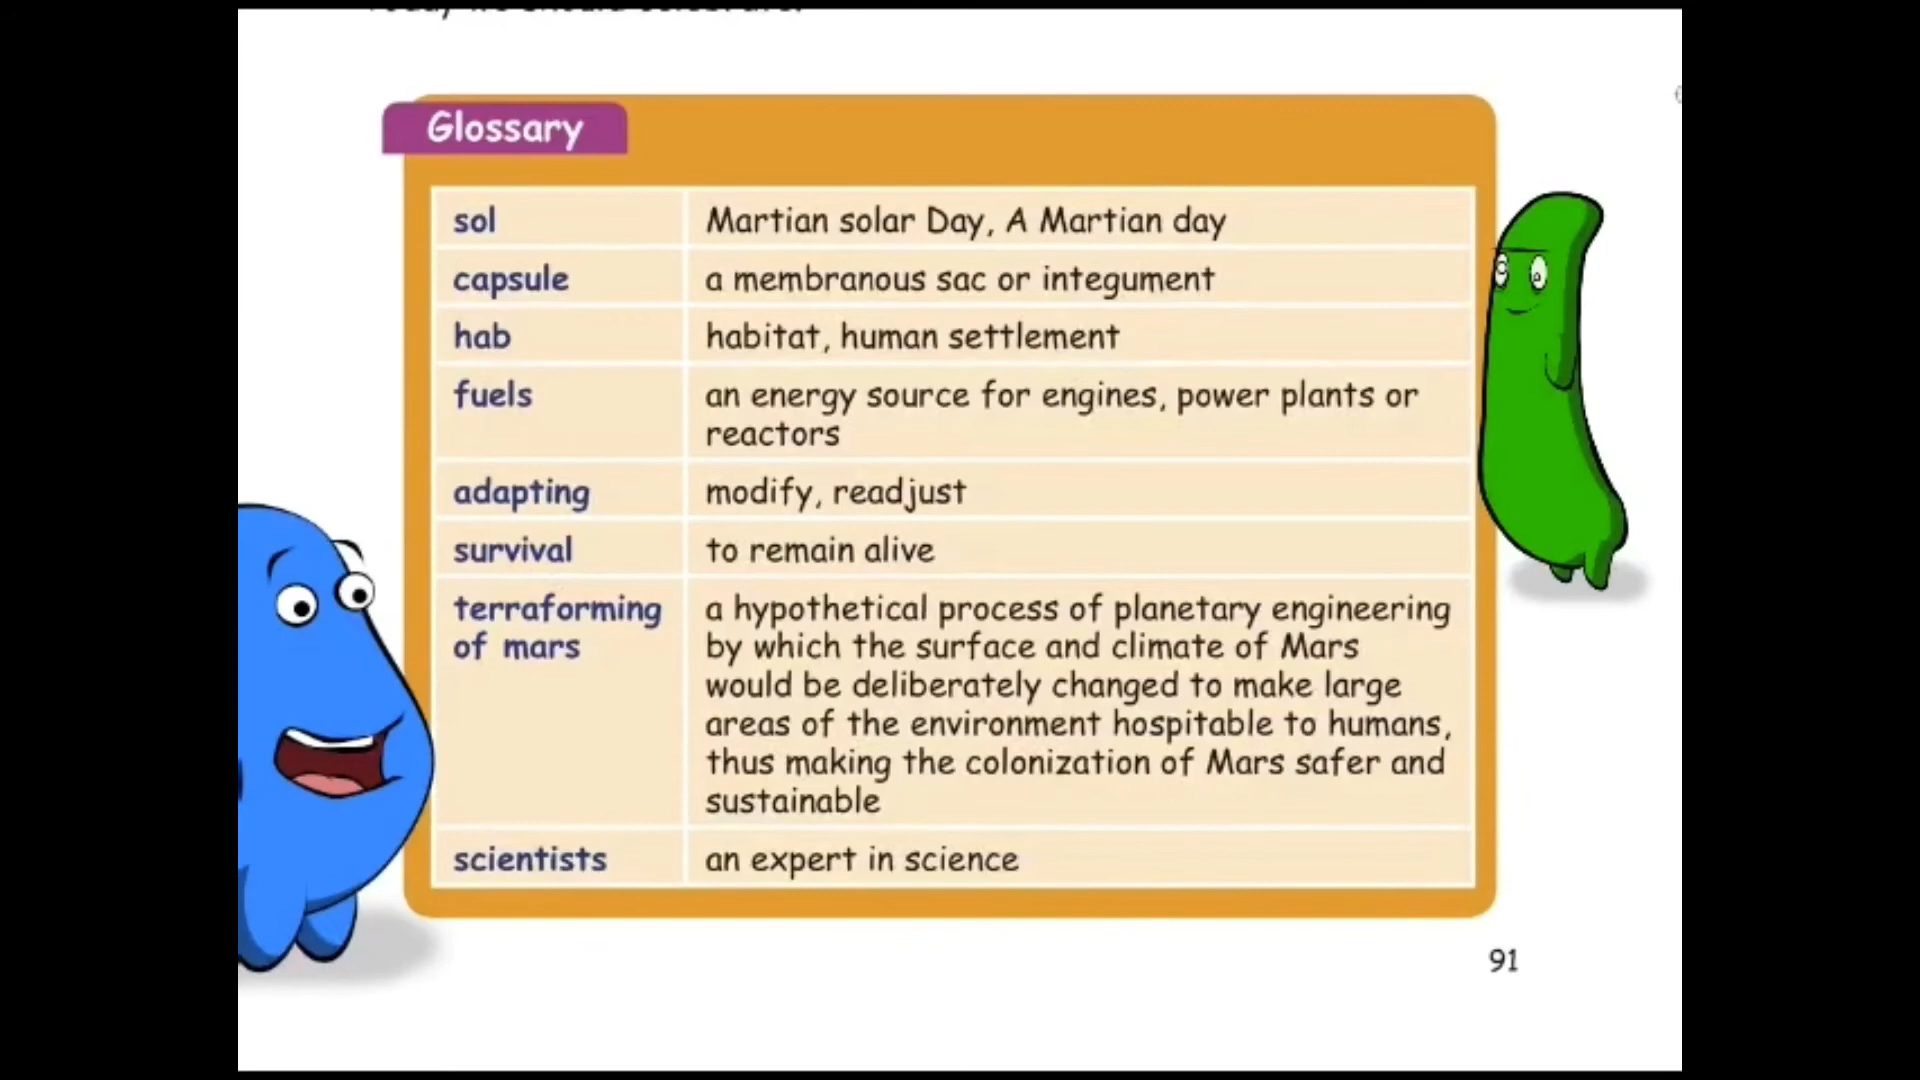 Glossary
sol
Martian solar Day, A Martian day
capsule
a membranous sac or integument
hab
habitat, human settlement
fuels
an energy source for engines, power plants or
reactors
adapting
modify, readjust
survival
to remain alive
terraforming
of mars
a hypothetical process of planetary engineering
by which the surface and climate of Mars
would be deliberately changed to make large
areas of the environment hospitable to humans,
thus making the colonization of Mars safer and
sustainable
scientists
an expert in science
91